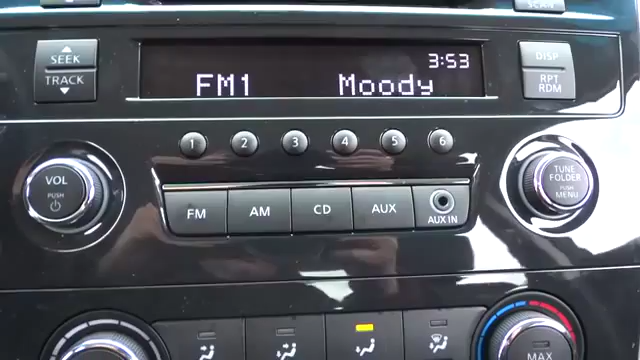 SCAN
SEEK
TRACK
3:53
FM1 Moody
DISP
RPT
RDM
1 2 3 4 5 6
VOL
PUSH
TUNE
FOLDER
PUSH
MENU
FM AM CD AUX AUX IN
MAX